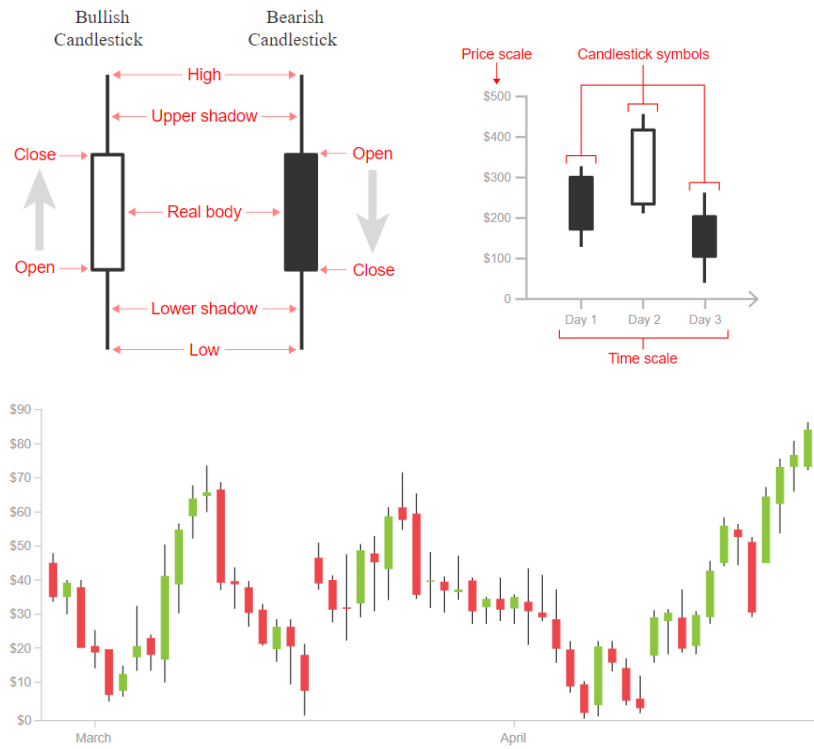 Bullish
Candlestick
Bearish
Candlestick
High
Upper shadow
Close
Open
Real body
Open
Close
Lower shadow
Low
Price scale
Candlestick symbols
$500
$400
$300
$200
$100
0
Day 1
Day 2
Day 3
Time scale
$90
$80
$70
$60
$50
$40
$30
$20
$10
$0
March
April